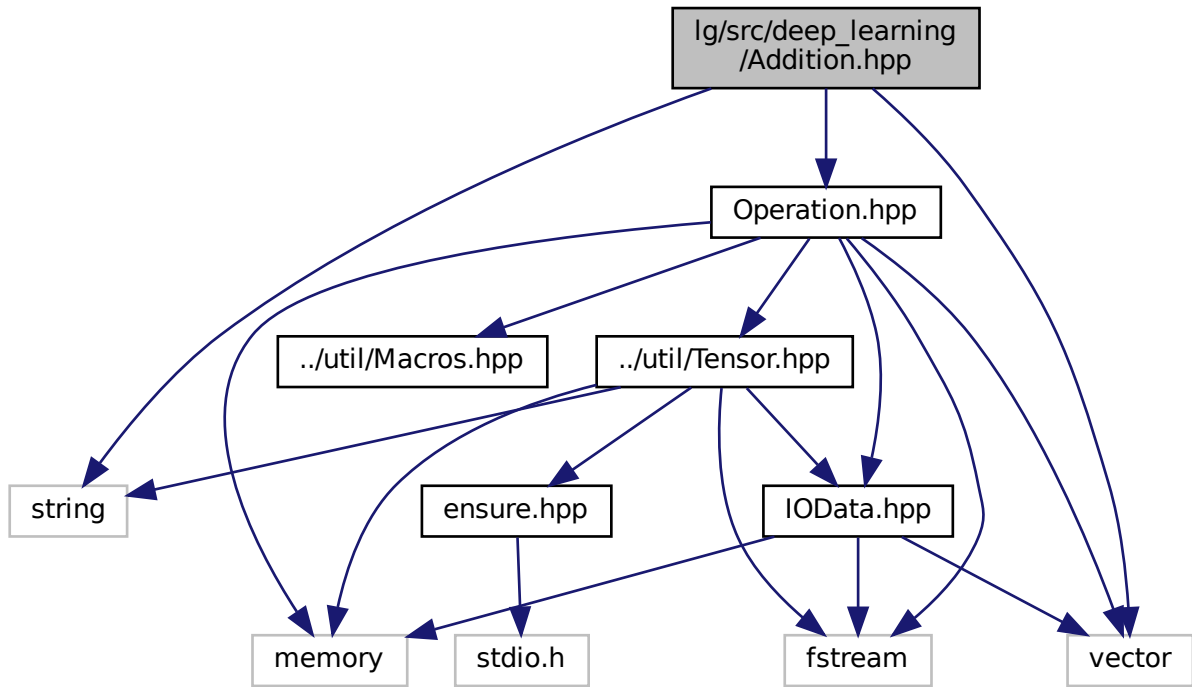 lg/src/deep_learning
/Addition.hpp
Operation.hpp
../util/Macros.hpp
../util/Tensor.hpp
string
ensure.hpp
IOData.hpp
memory
stdio.h
fstream
vector